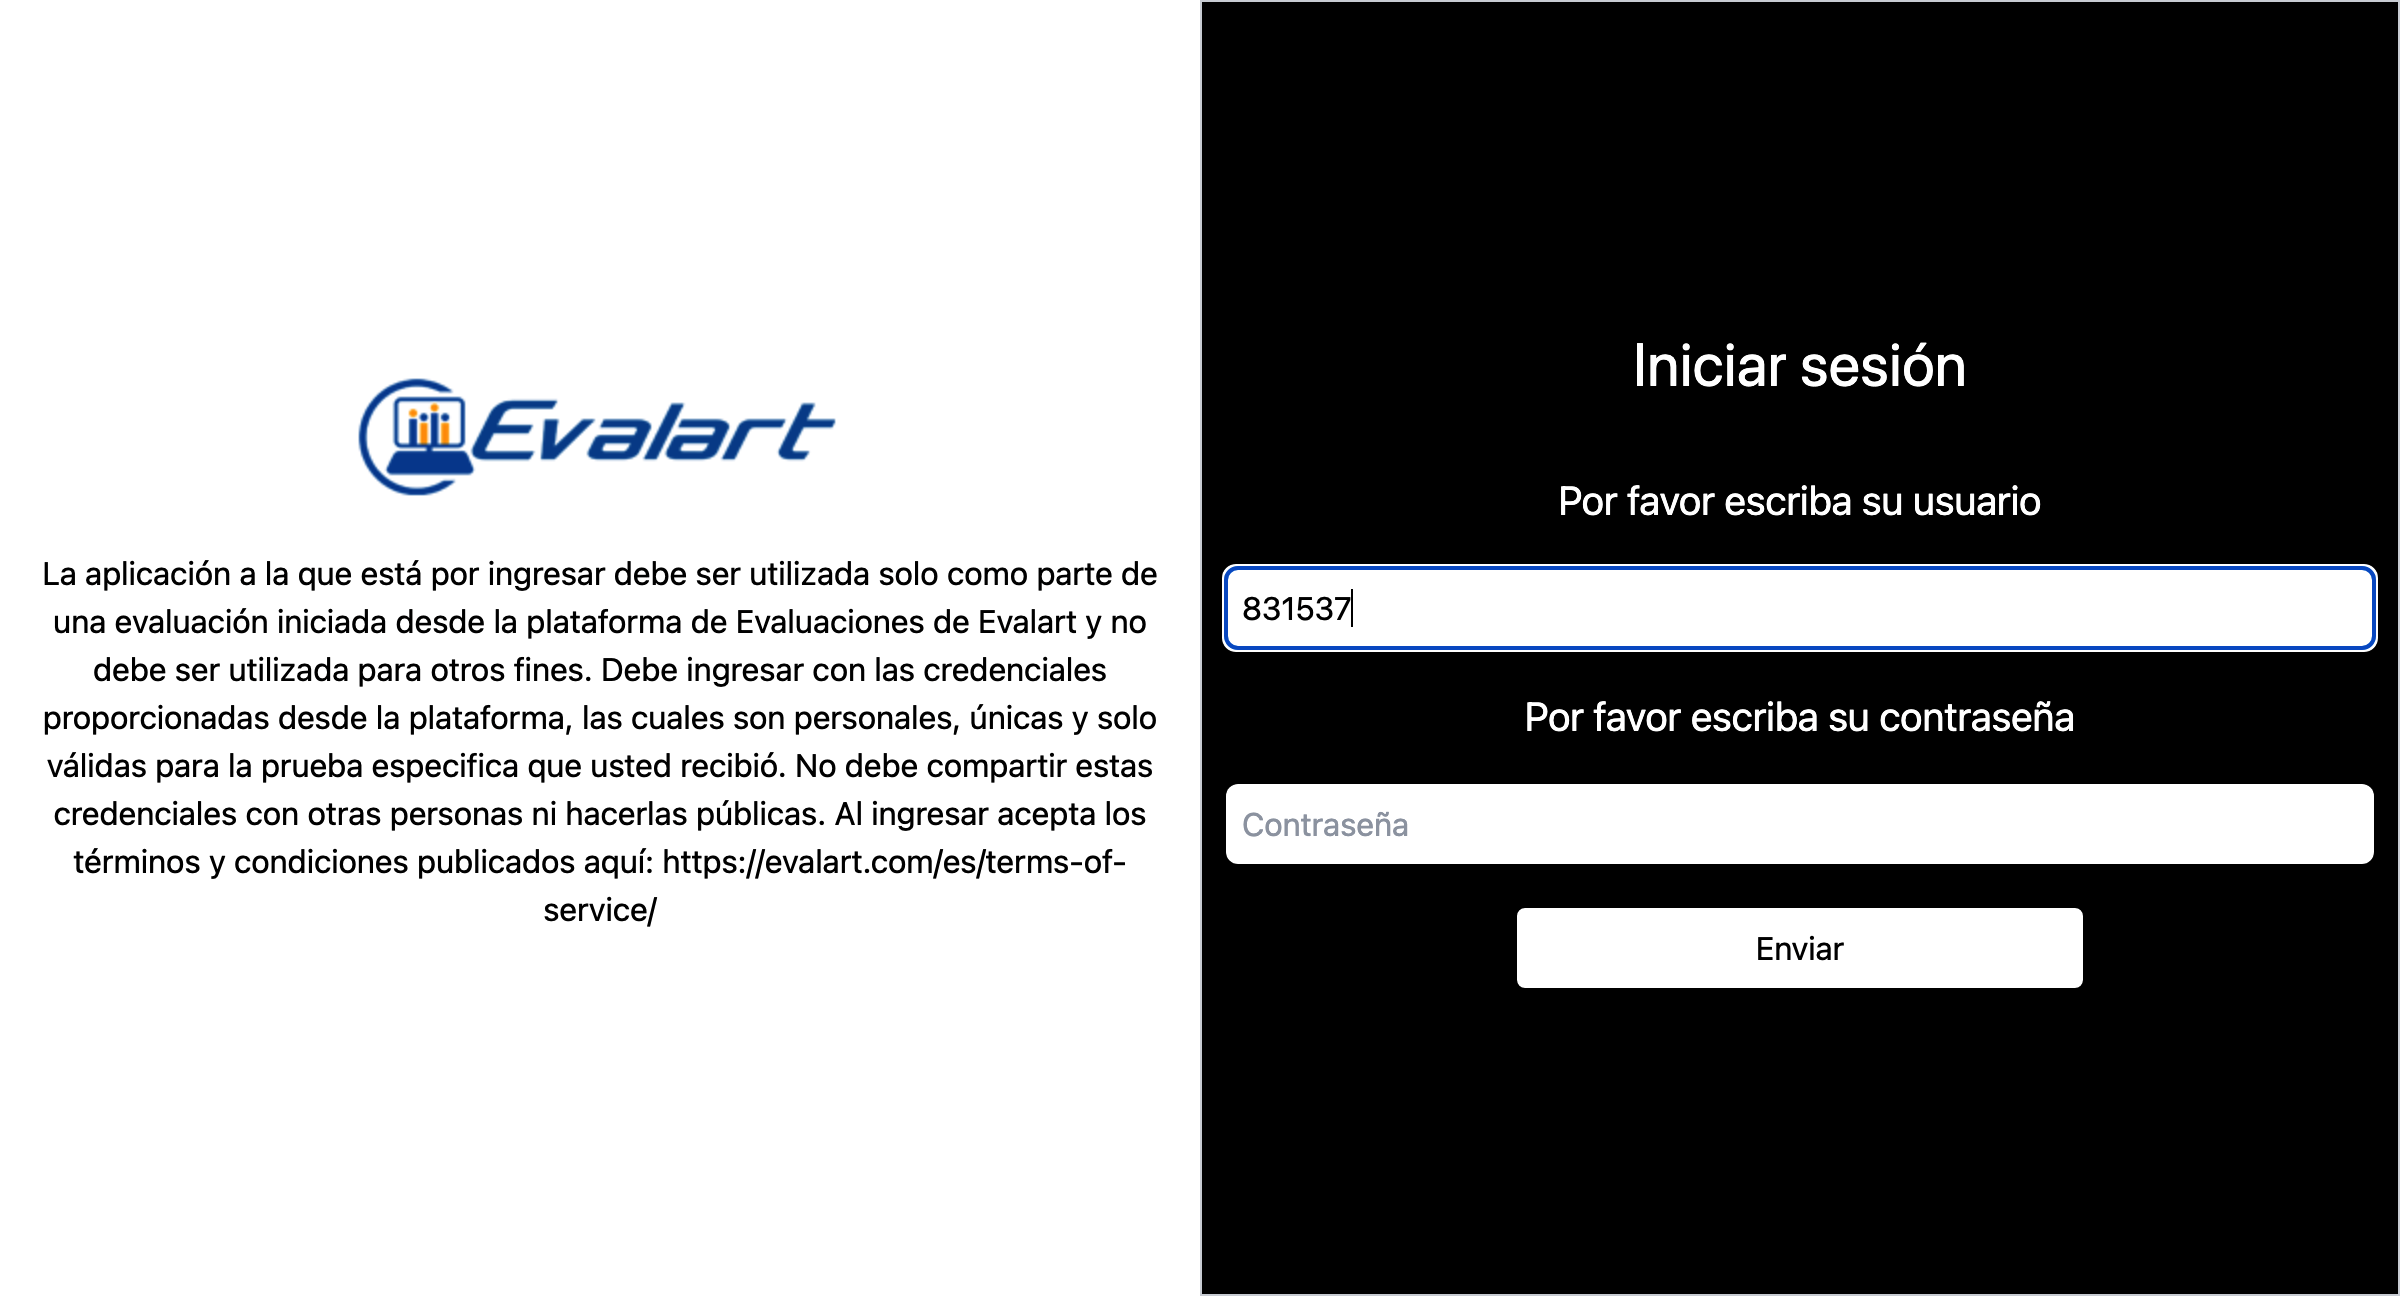 Evalart
La aplicación a la que está por ingresar debe ser utilizada solo como parte de
una evaluación iniciada desde la plataforma de Evaluaciones de Evalart y no
debe ser utilizada para otros fines. Debe ingresar con las credenciales
proporcionadas desde la plataforma, las cuales son personales, únicas y solo
válidas para la prueba especifica que usted recibió. No debe compartir estas
credenciales con otras personas ni hacerlas públicas. Al ingresar acepta los
términos y condiciones publicados aquí: https://evalart.com/es/terms-of-
service/
Iniciar sesión
Por favor escriba su usuario
831537
Por favor escriba su contraseña
Contraseña
Enviar